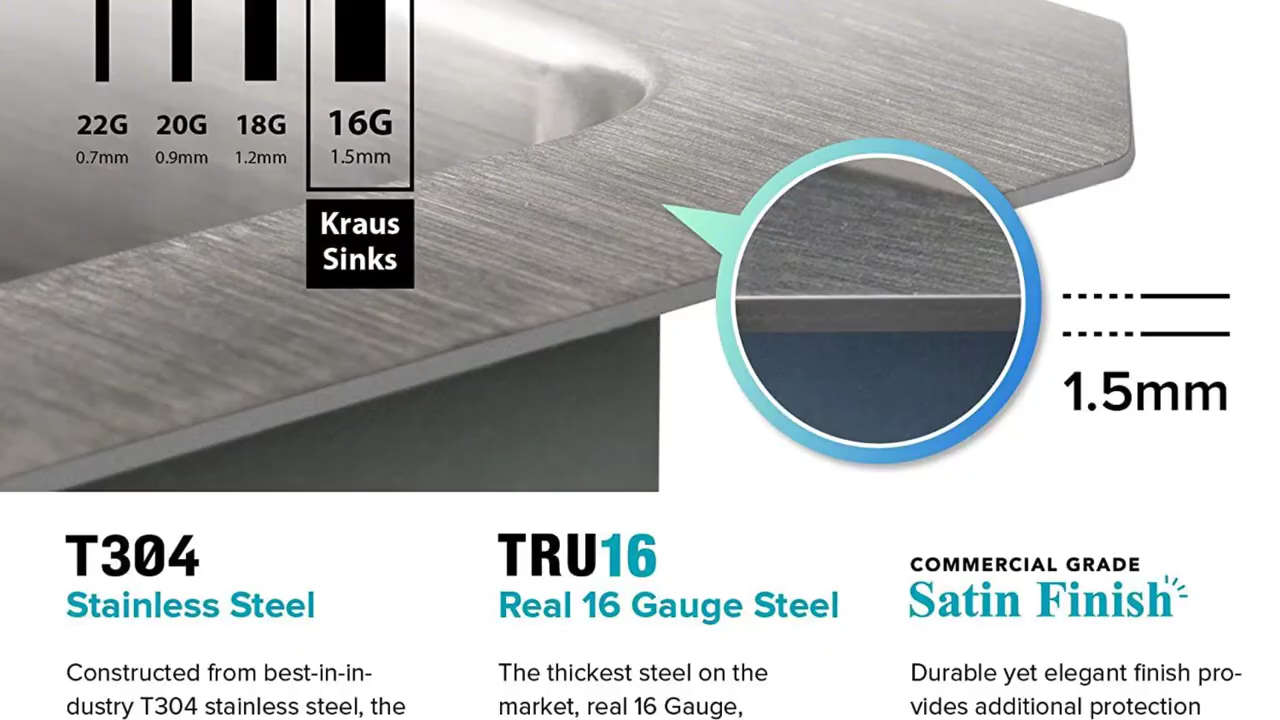 22G 20G 18G 16G
0.7mm 0.9mm 1.2mm 1.5mm
Kraus
Sinks
1.5mm
T304
Stainless Steel
Constructed from best-in-in-
dustry T304 stainless steel, the
TRU16
Real 16 Gauge Steel
The thickest steel on the
market, real 16 Gauge,
COMMERCIAL GRADE
Satin Finish
Durable yet elegant finish pro-
vides additional protection